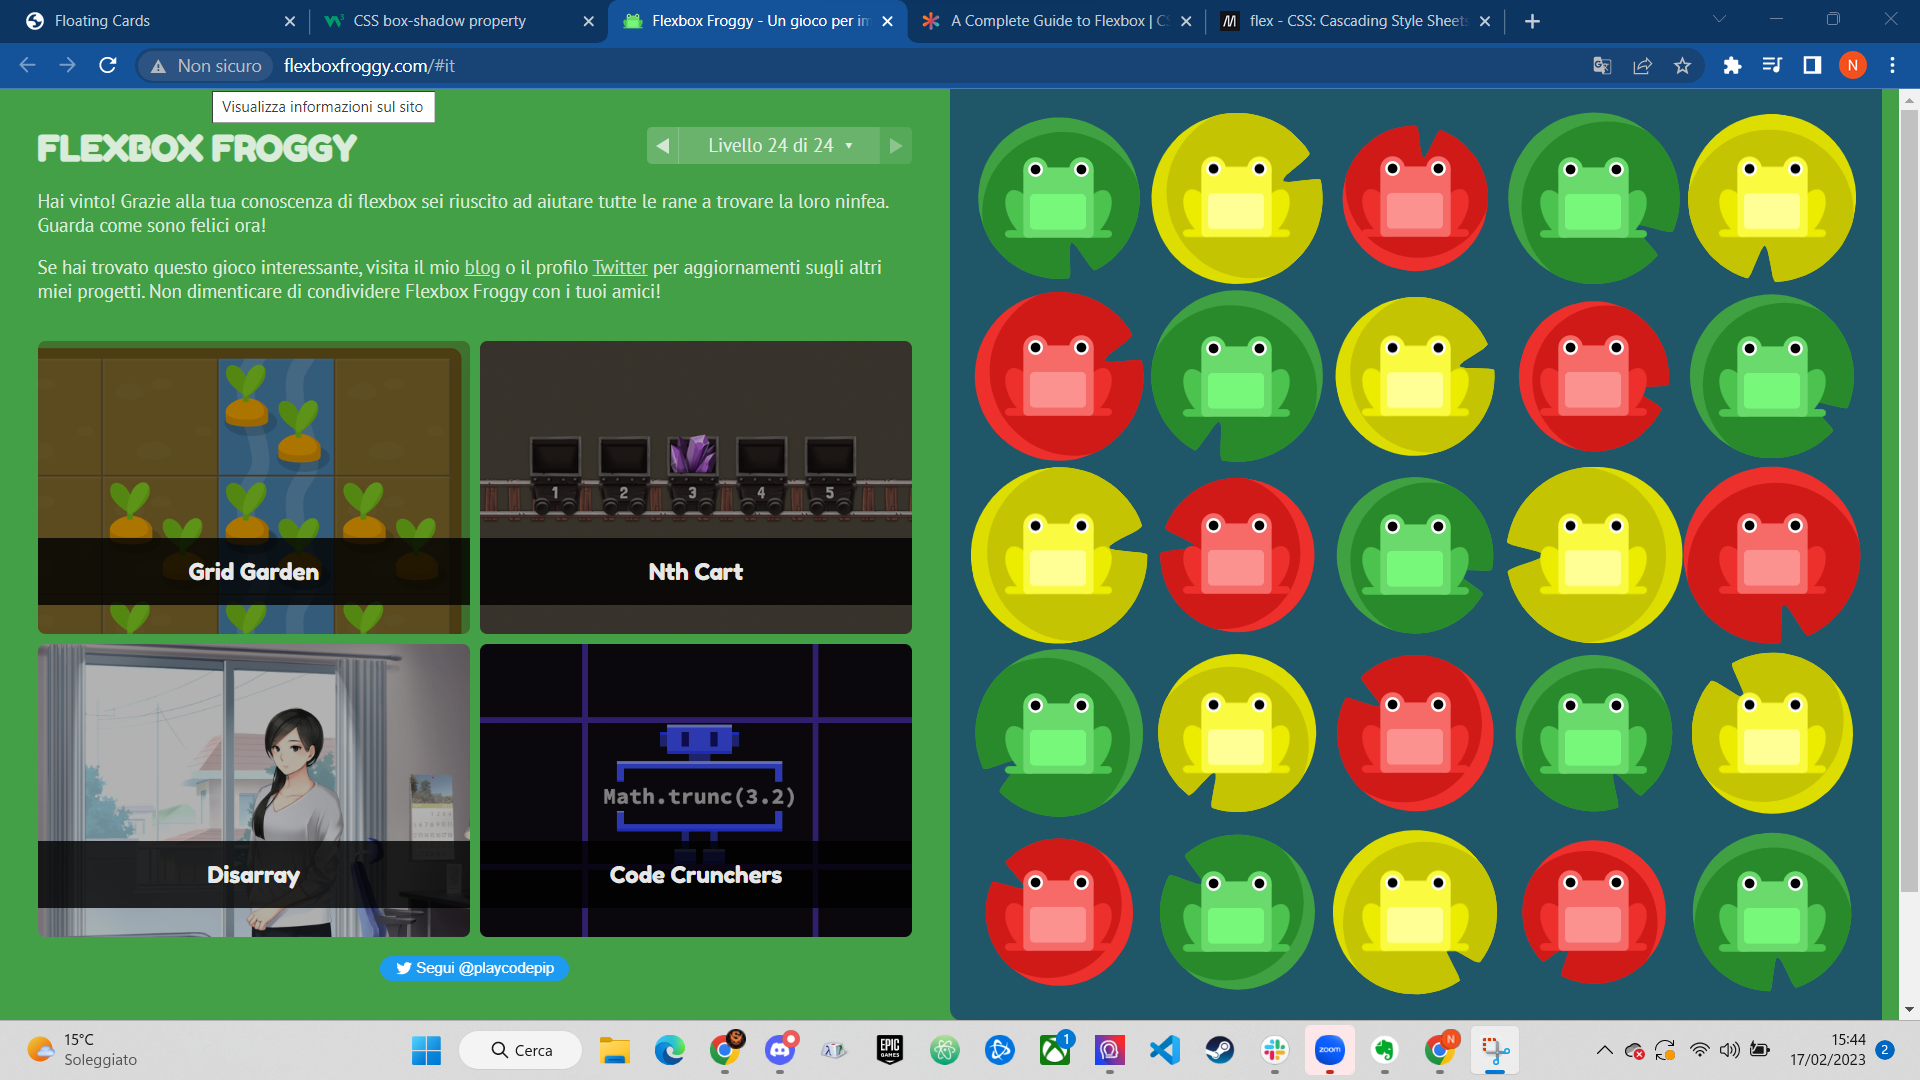 Floating Cards
CSS box-shadow property
Flexbox Froggy - Un gioco per im
A Complete Guide to Flexbox | CS
flex - CSS: Cascading Style Sheets
Non sicuro
flexboxfroggy.com/#it
N
Visualizza informazioni sul sito
FLEXBOX FROGGY
Livello 24 di 24
Hai vinto! Grazie alla tua conoscenza di flexbox sei riuscito ad aiutare tutte le rane a trovare la loro ninfea.
Guarda come sono felici ora!
Se hai trovato questo gioco interessante, visita il mio blog o il profilo Twitter per aggiornamenti sugli altri
miei progetti. Non dimenticare di condividere Flexbox Froggy con i tuoi amici!
1 2 3 4 5
Grid Garden
Nth Cart
Math.trunc(3.2)
Disarray
Code Crunchers
Segui @playcodepip
15°C
Soleggiato
Cerca
EPIC
GAMES
1
zoom
N
15:44
17/02/2023
2